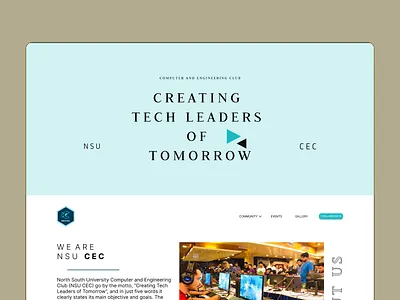 COMPUTER AND ENGINEERING CLUB
CREATING
TECH LEADERS
OF
TOMORROW
NSU
CEC
COMMUNITY
EVENTS
GALLERY
WE ARE
NSU CEC
North South University Computer and Engineering
Club (NSU CEC) go by the motto, "Creating Tech
Leaders of Tomorrow", and in just five words it
clearly states its main objective and goals. The
UT US